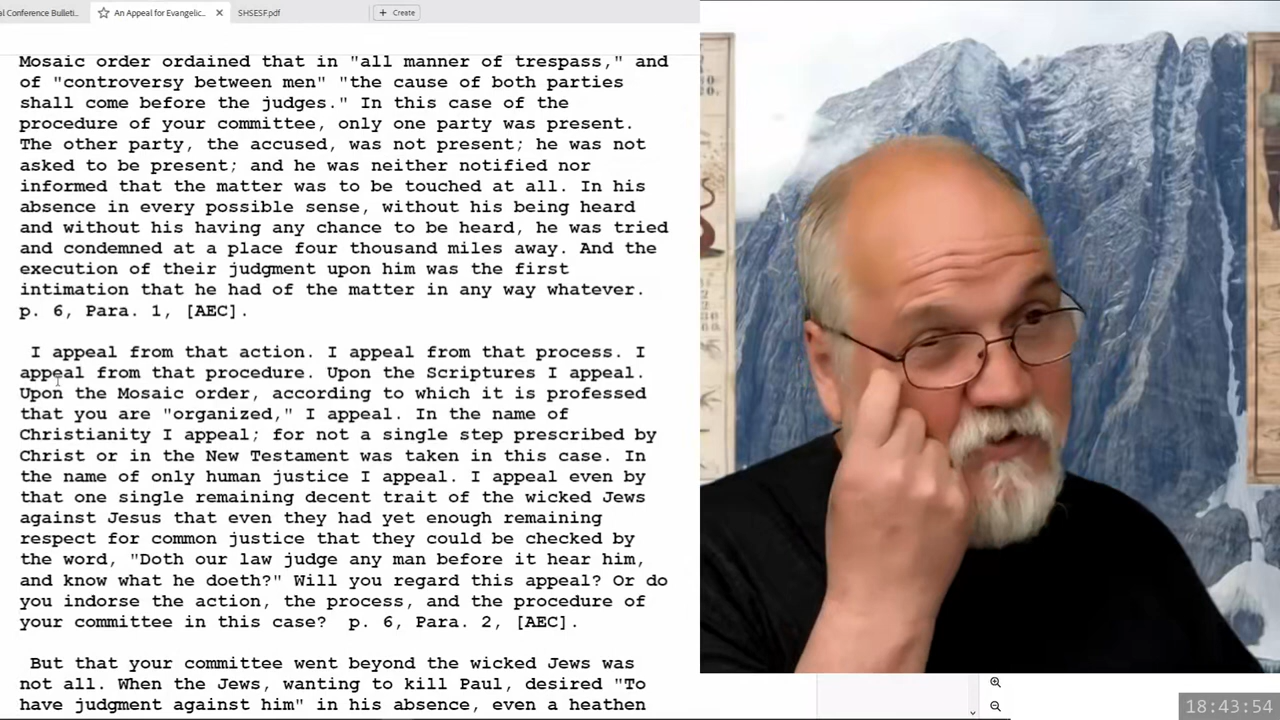 al Conference Bulleti..
An Appeal for Evangelic..
SHSESF.pdf
Create
Mosaic order ordained that in "all manner of trespass," and
of "controversy between men" "the cause of both parties
shall come before the judges." In this case of the
procedure of your committee, only one party was present.
The other party, the accused, was not present; he was not
asked to be present; and he was neither notified nor
informed that the matter was to be touched at all. In his
absence in every possible sense, without his being heard
and without his having any chance to be heard, he was tried
and condemned at a place four thousand miles away. And the
execution of their judgment upon him was the first
intimation that he had of the matter in any way whatever.
p. 6, Para. 1, [AEC].
I appeal from that action. I appeal from that process. I
appeal from that procedure. Upon the Scriptures I appeal.
Upon the Mosaic order, according to which it is professed
that you are "organized," I appeal. In the name of
Christianity I appeal; for not a single step prescribed by
Christ or in the New Testament was taken in this case. In
the name of only human justice I appeal. I appeal even by
that one single remaining decent trait of the wicked Jews
against Jesus that even they had yet enough remaining
respect for common justice that they could be checked by
the word, "Doth our law judge any man before it hear him,
and know what he doeth?" Will you regard this appeal? Or do
you indorse the action, the process, and the procedure of
your committee in this case?  p. 6, Para. 2, [AEC].
But that your committee went beyond the wicked Jews was
not all. When the Jews, wanting to kill Paul, desired "To
have judgment against him" in his absence, even a heathen
18:43:54